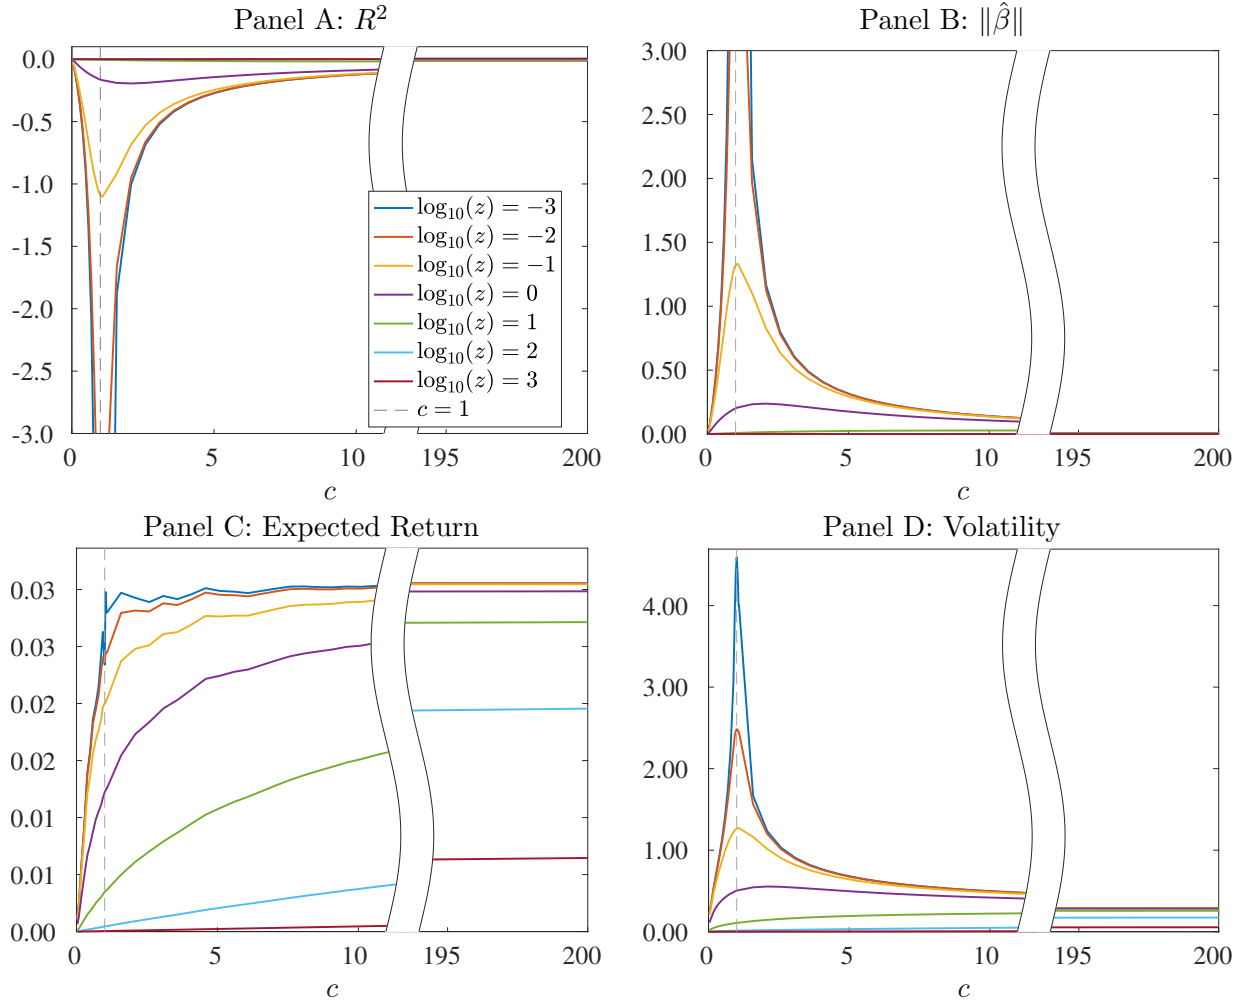 Panel A: R²
0.0
-0.5
-1.0
-1.5
-2.0
-2.5
-3.0
0 5 10 195 200
c
log₁₀(z) = −3
log₁₀(z) = −2
log₁₀(z) = −1
log₁₀(z) = 0
log₁₀(z) = 1
log₁₀(z) = 2
log₁₀(z) = 3
c = 1
Panel B: ‖β̂‖
3.00
2.50
2.00
1.50
1.00
0.50
0.00
0 5 10 195 200
c
Panel C: Expected Return
0.03
0.03
0.02
0.02
0.01
0.01
0.00
0 5 10 195 200
c
Panel D: Volatility
4.00
3.00
2.00
1.00
0.00
0 5 10 195 200
c